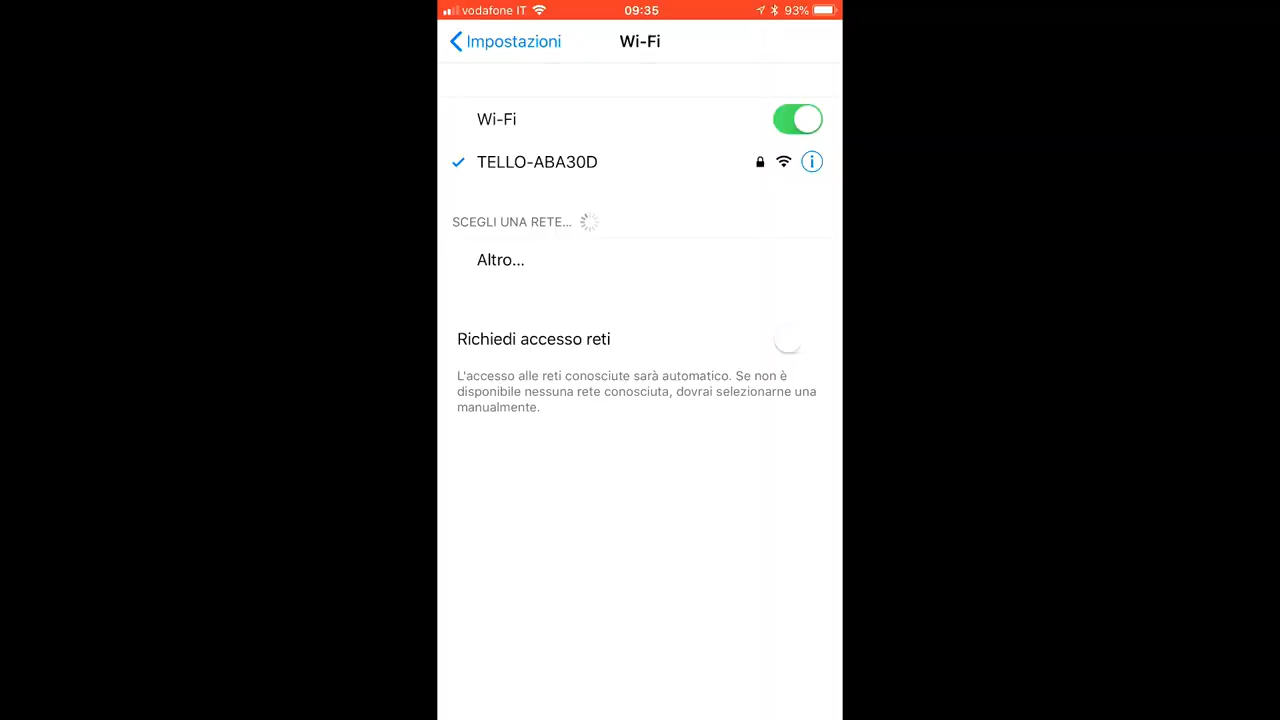 vodafone IT 09:35 93%
Impostazioni Wi-Fi
Wi-Fi
TELLO-ABA30D
SCEGLI UNA RETE...
Altro...
Richiedi accesso reti
L'accesso alle reti conosciute sarà automatico. Se non è
disponibile nessuna rete conosciuta, dovrai selezionarne una
manualmente.